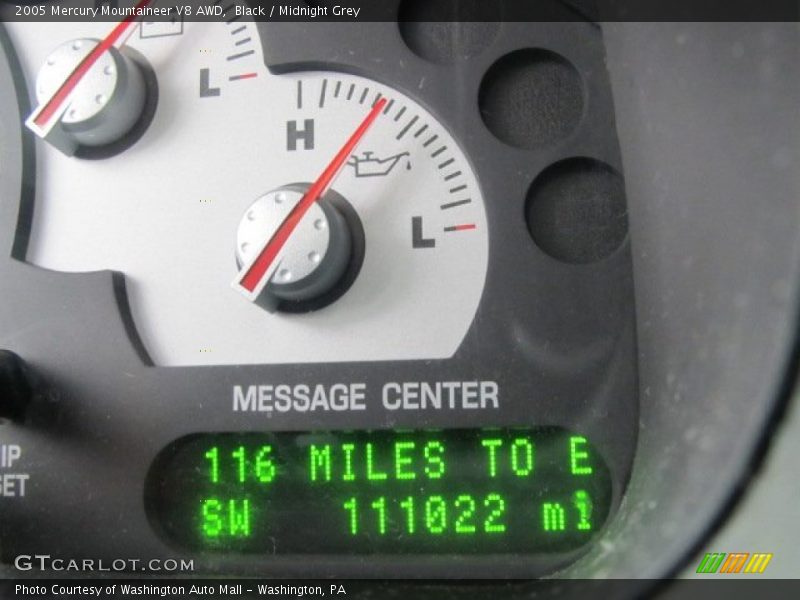 2005 Mercury Mountaineer V8 AWD, Black / Midnight Grey
L
H
L
MESSAGE CENTER
116 MILES TO E
SW 111022 mi
IP
SET
GTCARLOT.COM
Photo Courtesy of Washington Auto Mall - Washington, PA